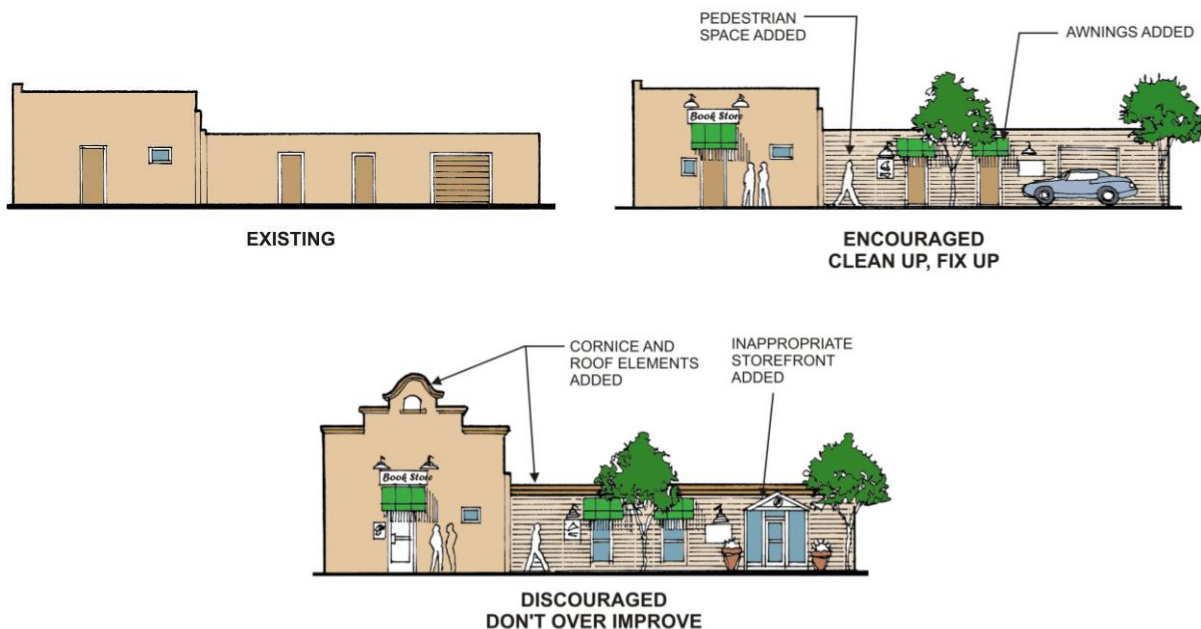 PEDESTRIAN
SPACE ADDED
AWNINGS ADDED
Book Store
EXISTING
ENCOURAGED
CLEAN UP, FIX UP
CORNICE AND
ROOF ELEMENTS
ADDED
INAPPROPRIATE
STOREFRONT
ADDED
Book Store
DISCOURAGED
DON'T OVER IMPROVE